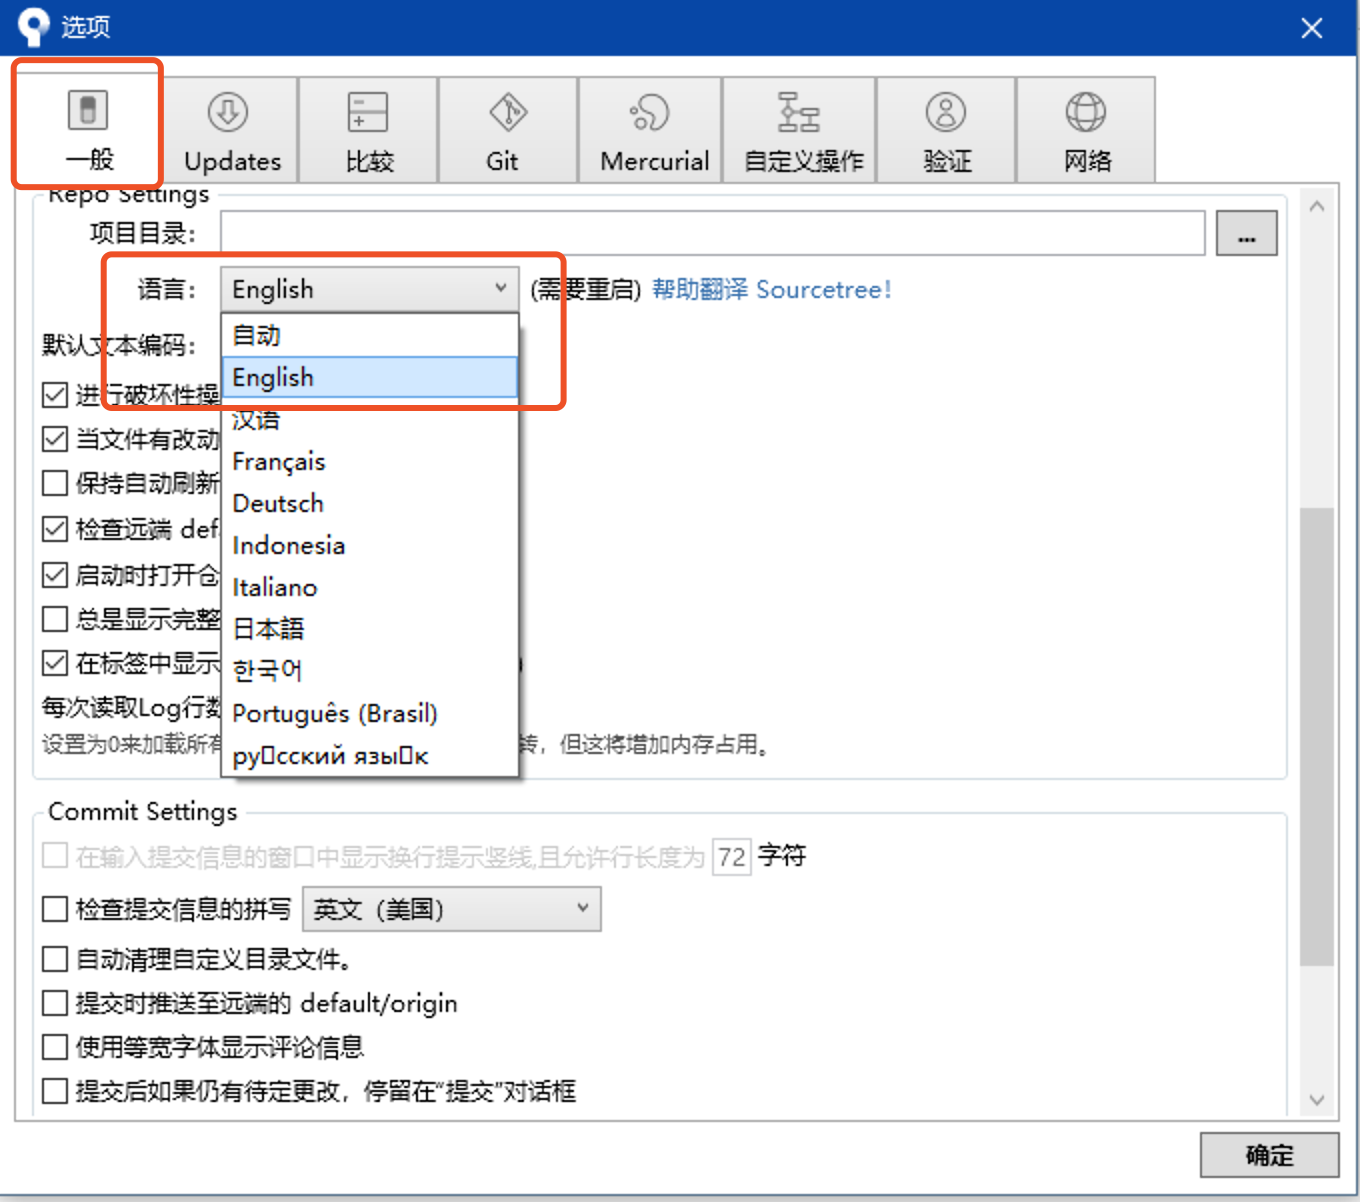 选项
一般
Updates
比较
Git
Mercurial
自定义操作
验证
网络
Repo Settings
项目目录:
...
语言: English (需要重启) 帮助翻译 Sourcetree!
自动
默认文本编码:
English
进行破坏性操
汉语
当文件有改动
Français
保持自动刷新
Deutsch
检查远端 def
Indonesia
启动时打开仓
Italiano
总是显示完整
日本語
在标签中显示
한국어
每次读取Log行数
Português (Brasil)
设置为0来加载所有 转，但这将增加内存占用。
ру▯сский язы▯к
Commit Settings
在输入提交信息的窗口中显示换行提示竖线,且允许行长度为 72 字符
检查提交信息的拼写 英文（美国）
自动清理自定义目录文件。
提交时推送至远端的 default/origin
使用等宽字体显示评论信息
提交后如果仍有待定更改，停留在“提交”对话框
确定